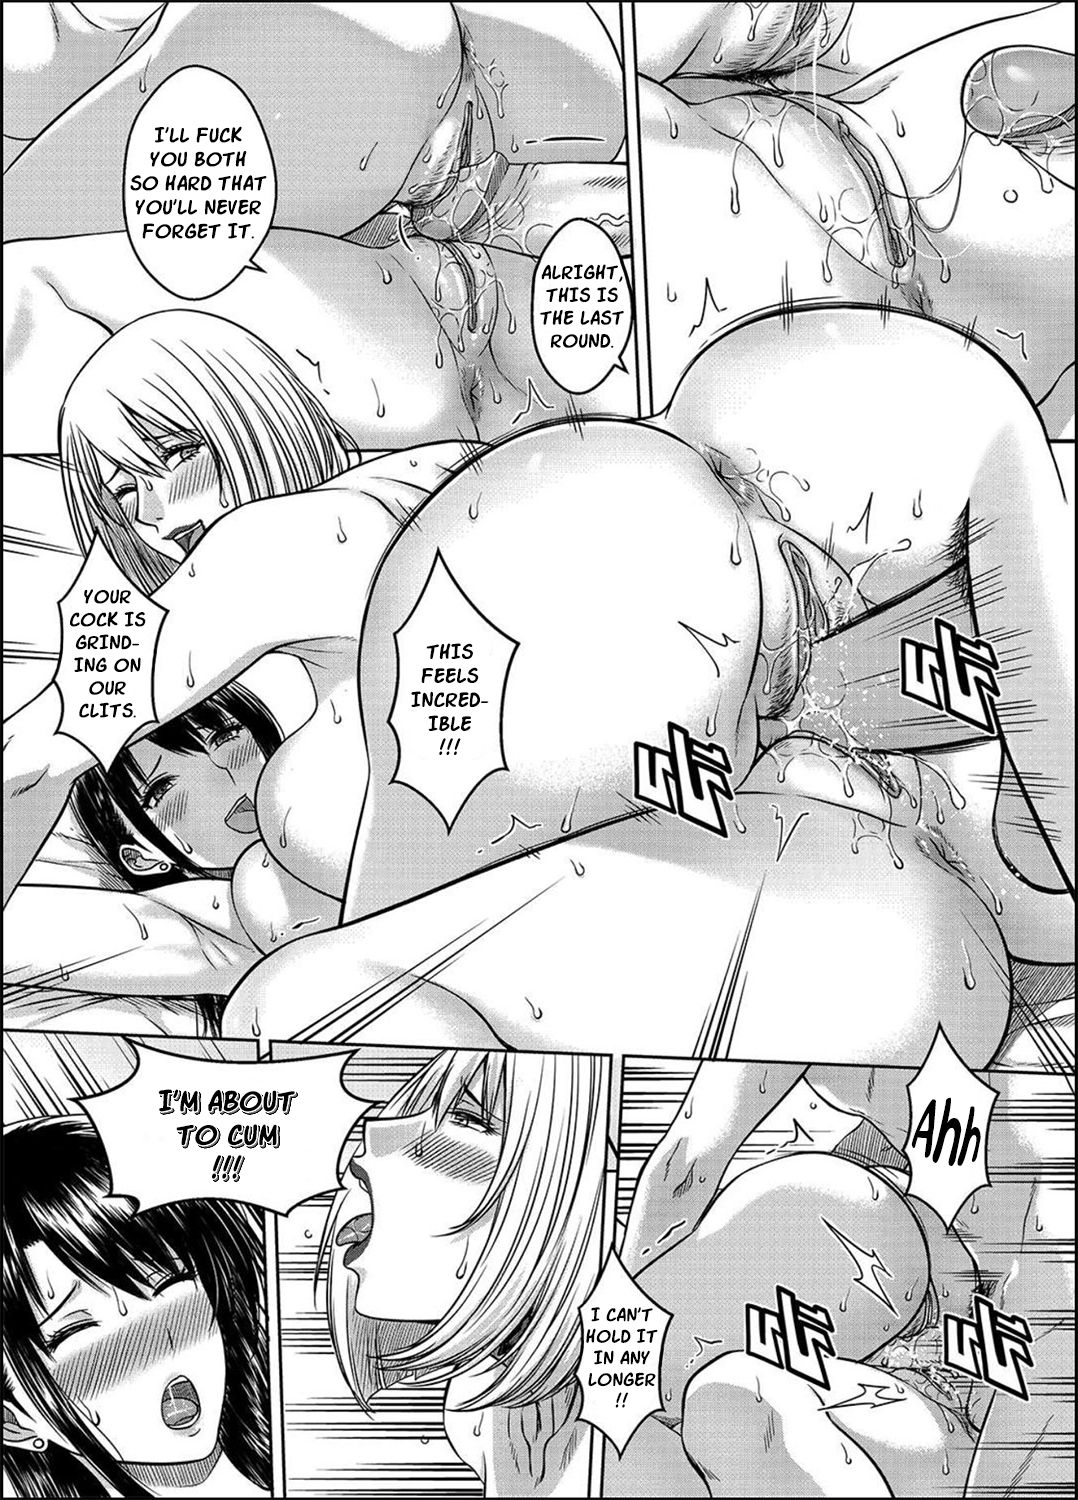 ALRIGHT,
THIS IS
THE LAST
ROUND.
I'LL FUCK
YOU BOTH
SO HARD THAT
YOU'LL NEVER
FORGET IT.
THIS
FEELS
INCRED-
IBLE
!!!
YOUR
COCK IS
GRIND-
ING ON
OUR
CLITS.
Ahh
I CAN'T
HOLD IT
IN ANY
LONGER
!!
I'M ABOUT
TO CUM
!!!